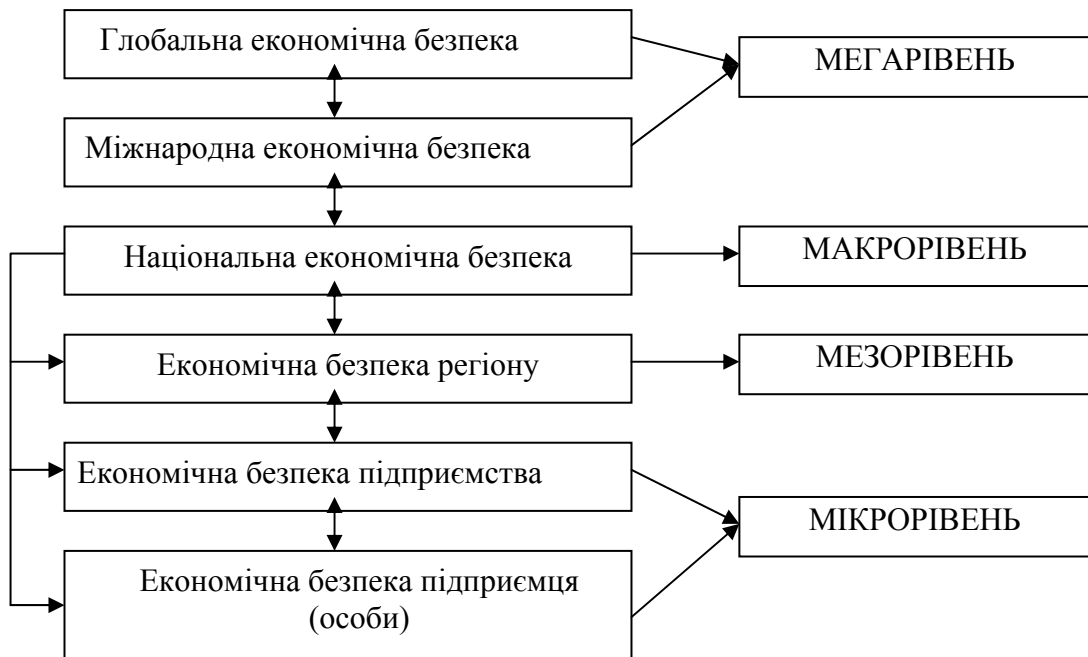 Глобальна економічна безпека
МЕГАРІВЕНЬ
Міжнародна економічна безпека
Національна економічна безпека
МАКРОРІВЕНЬ
Економічна безпека регіону
МЕЗОРІВЕНЬ
Економічна безпека підприємства
МІКРОРІВЕНЬ
Економічна безпека підприємця
(особи)